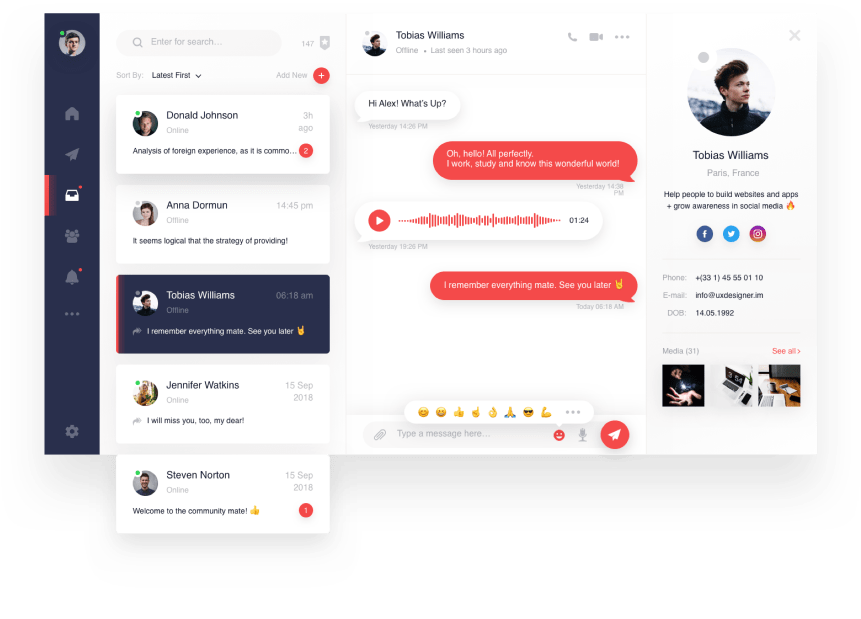 Enter for search...
147
Sort By: Latest First
Add New +
Donald Johnson
3h ago
Online
Analysis of foreign experience, as it is commo...
2
Anna Dormun
14:45 pm
Offline
It seems logical that the strategy of providing!
Tobias Williams
06:18 am
Offline
I remember everything mate. See you later 🤘
Jennifer Watkins
15 Sep 2018
Online
I will miss you, too, my dear!
Steven Norton
15 Sep 2018
Online
Welcome to the community mate! 👍
1
Tobias Williams
Offline • Last seen 3 hours ago
Hi Alex! What's Up?
Yesterday 14:26 PM
Oh, hello! All perfectly.
I work, study and know this wonderful world!
Yesterday 14:38 PM
01:24
Yesterday 19:26 PM
I remember everything mate. See you later 🤘
Today 06:18 AM
Type a message here...
Tobias Williams
Paris, France
Help people to build websites and apps
+ grow awareness in social media 🔥
Phone: +(33 1) 45 55 01 10
E-mail: info@uxdesigner.im
DOB: 14.05.1992
Media (31)
See all >
3 54